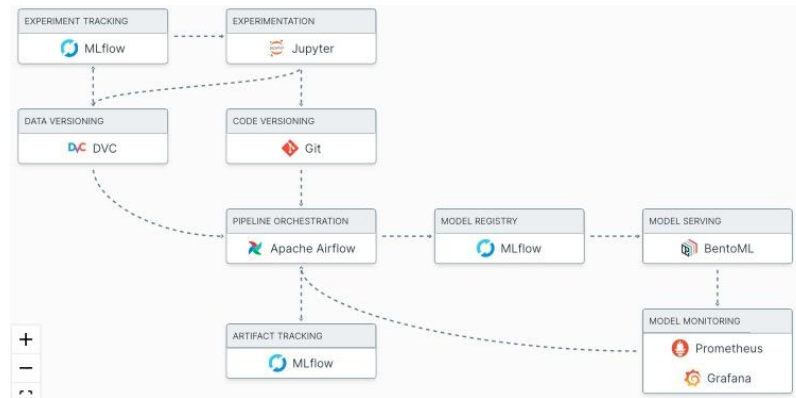 EXPERIMENT TRACKING
MLflow
EXPERIMENTATION
Jupyter
DATA VERSIONING
DVC DVC
CODE VERSIONING
Git
PIPELINE ORCHESTRATION
Apache Airflow
MODEL REGISTRY
MLflow
MODEL SERVING
BentoML
ARTIFACT TRACKING
MLflow
MODEL MONITORING
Prometheus
Grafana